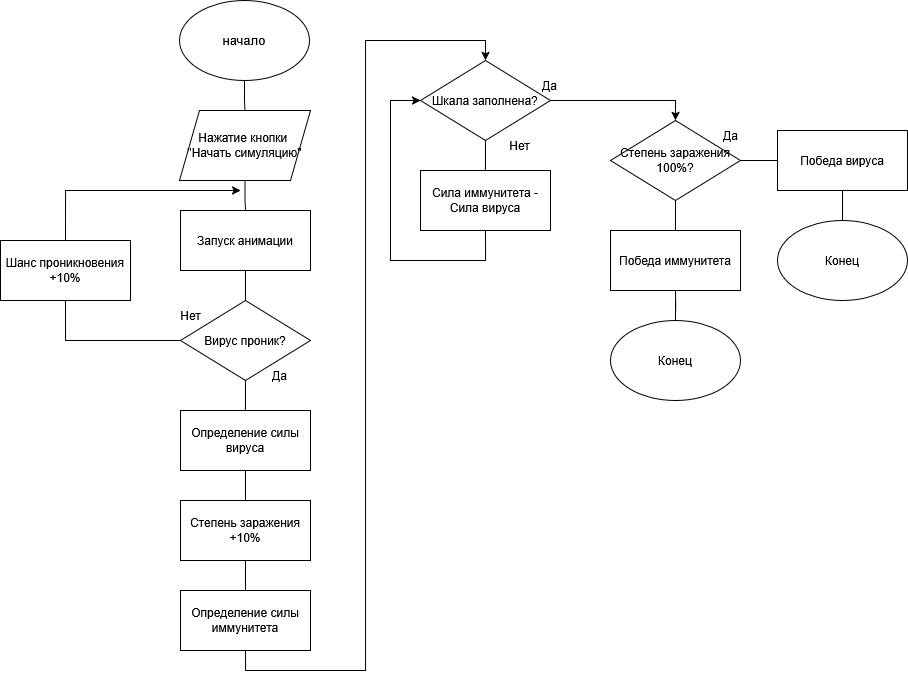 начало
Нажатие кнопки
"Начать симуляцию"
Запуск анимации
Шанс проникновения
+10%
Нет
Вирус проник?
Да
Определение силы
вируса
Степень заражения
+10%
Определение силы
иммунитета
Шкала заполнена?
Да
Нет
Сила иммунитета -
Сила вируса
Да
Степень заражения
100%?
Победа вируса
Конец
Победа иммунитета
Конец